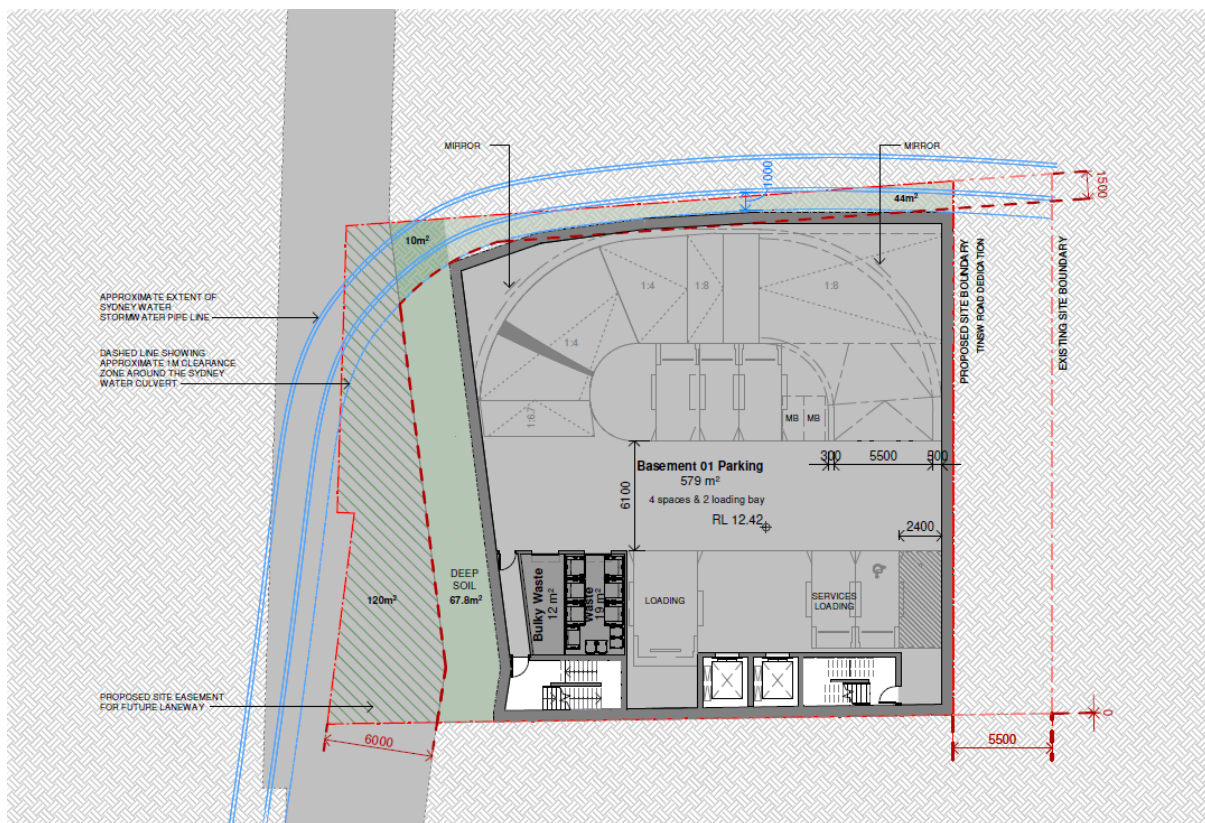 MIRROR
MIRROR
1000
1500
44m²
10m²
PROPOSED SITE BOUNDARY
TfNSW ROAD DEDICATION
EXISTING SITE BOUNDARY
APPROXIMATE EXTENT OF
SYDNEY WATER
STORMWATER PIPE LINE
DASHED LINE SHOWING
APPROXIMATE 1M CLEARANCE
ZONE AROUND THE SYDNEY
WATER CULVERT.
1:4
1:8
1:8
1:4
1:6.7
MB
MB
300
5500
500
Basement 01 Parking
579 m²
4 spaces & 2 loading bay
RL 12.42
6100
2400
DEEP
SOIL
67.8m²
120m²
Bulky Waste
12 m²
Waste
19 m²
LOADING
SERVICES
LOADING
PROPOSED SITE EASEMENT
FOR FUTURE LANEWAY
6000
5500
0